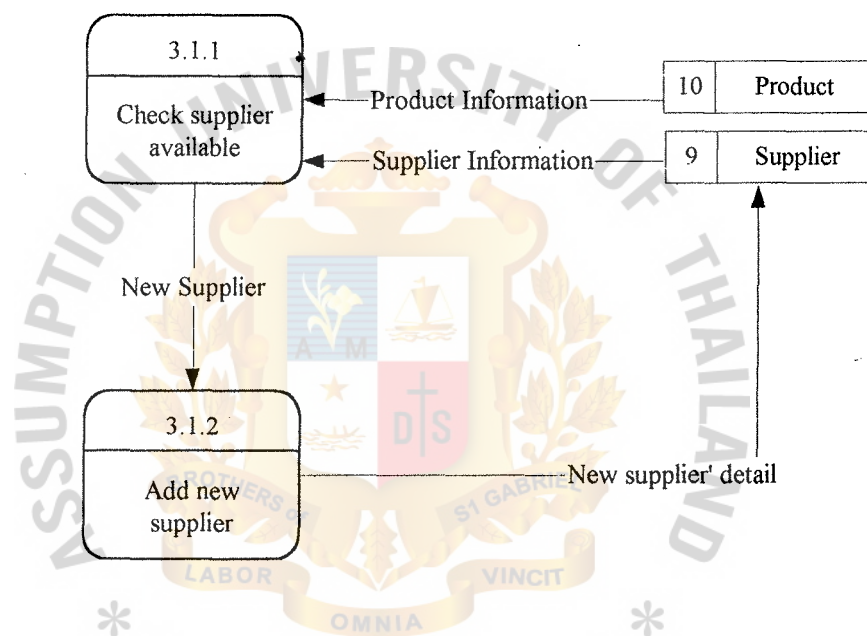 3.1.1
Check supplier
available
Product Information
10 Product
Supplier Information
9 Supplier
New Supplier
3.1.2
Add new
supplier
New supplier' detail
ASSUMPTION UNIVERSITY OF THAILAND
A M
D S
BROTHERS of ST GABRIEL
LABOR VINCIT
OMNIA
* *